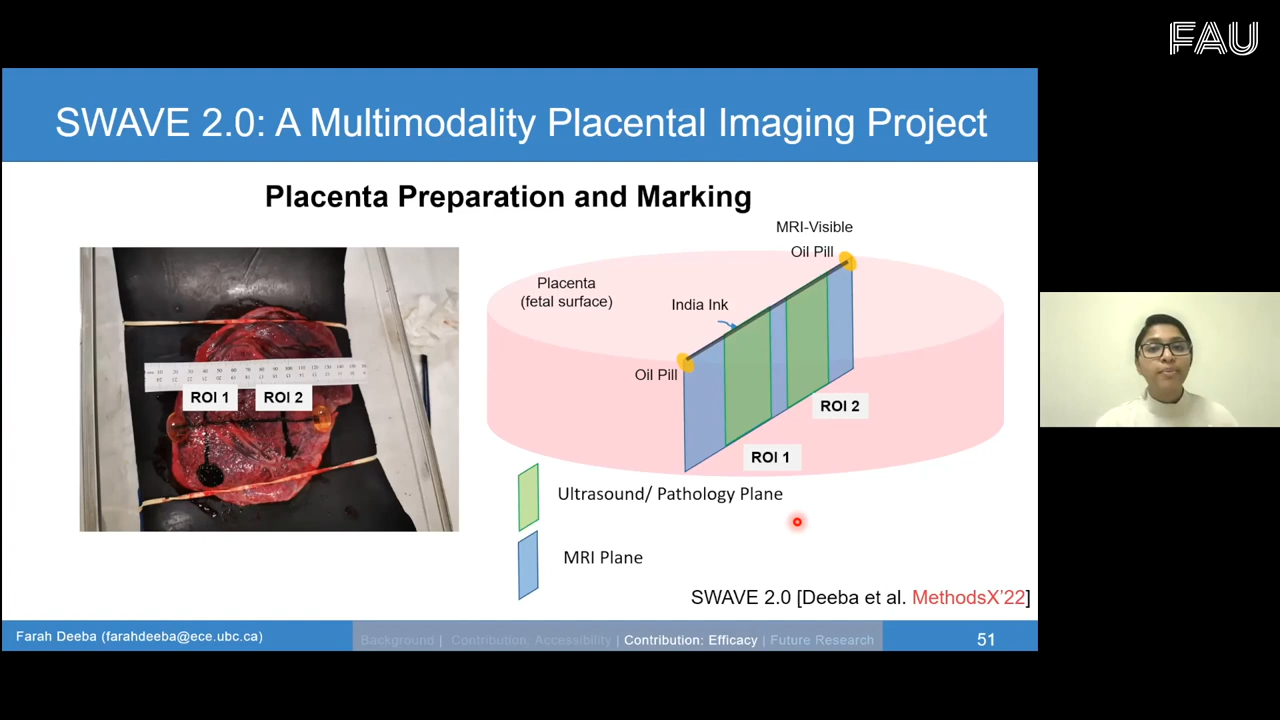 FAU
SWAVE 2.0: A Multimodality Placental Imaging Project
Placenta Preparation and Marking
MRI-Visible
Oil Pill
Placenta
(fetal surface)
India Ink
Oil Pill
ROI 1
ROI 2
ROI 2
ROI 1
Ultrasound/ Pathology Plane
MRI Plane
SWAVE 2.0 [Deeba et al. MethodsX'22]
Farah Deeba (farahdeeba@ece.ubc.ca)
Background | Contribution: Accessibility | Contribution: Efficacy | Future Research
51